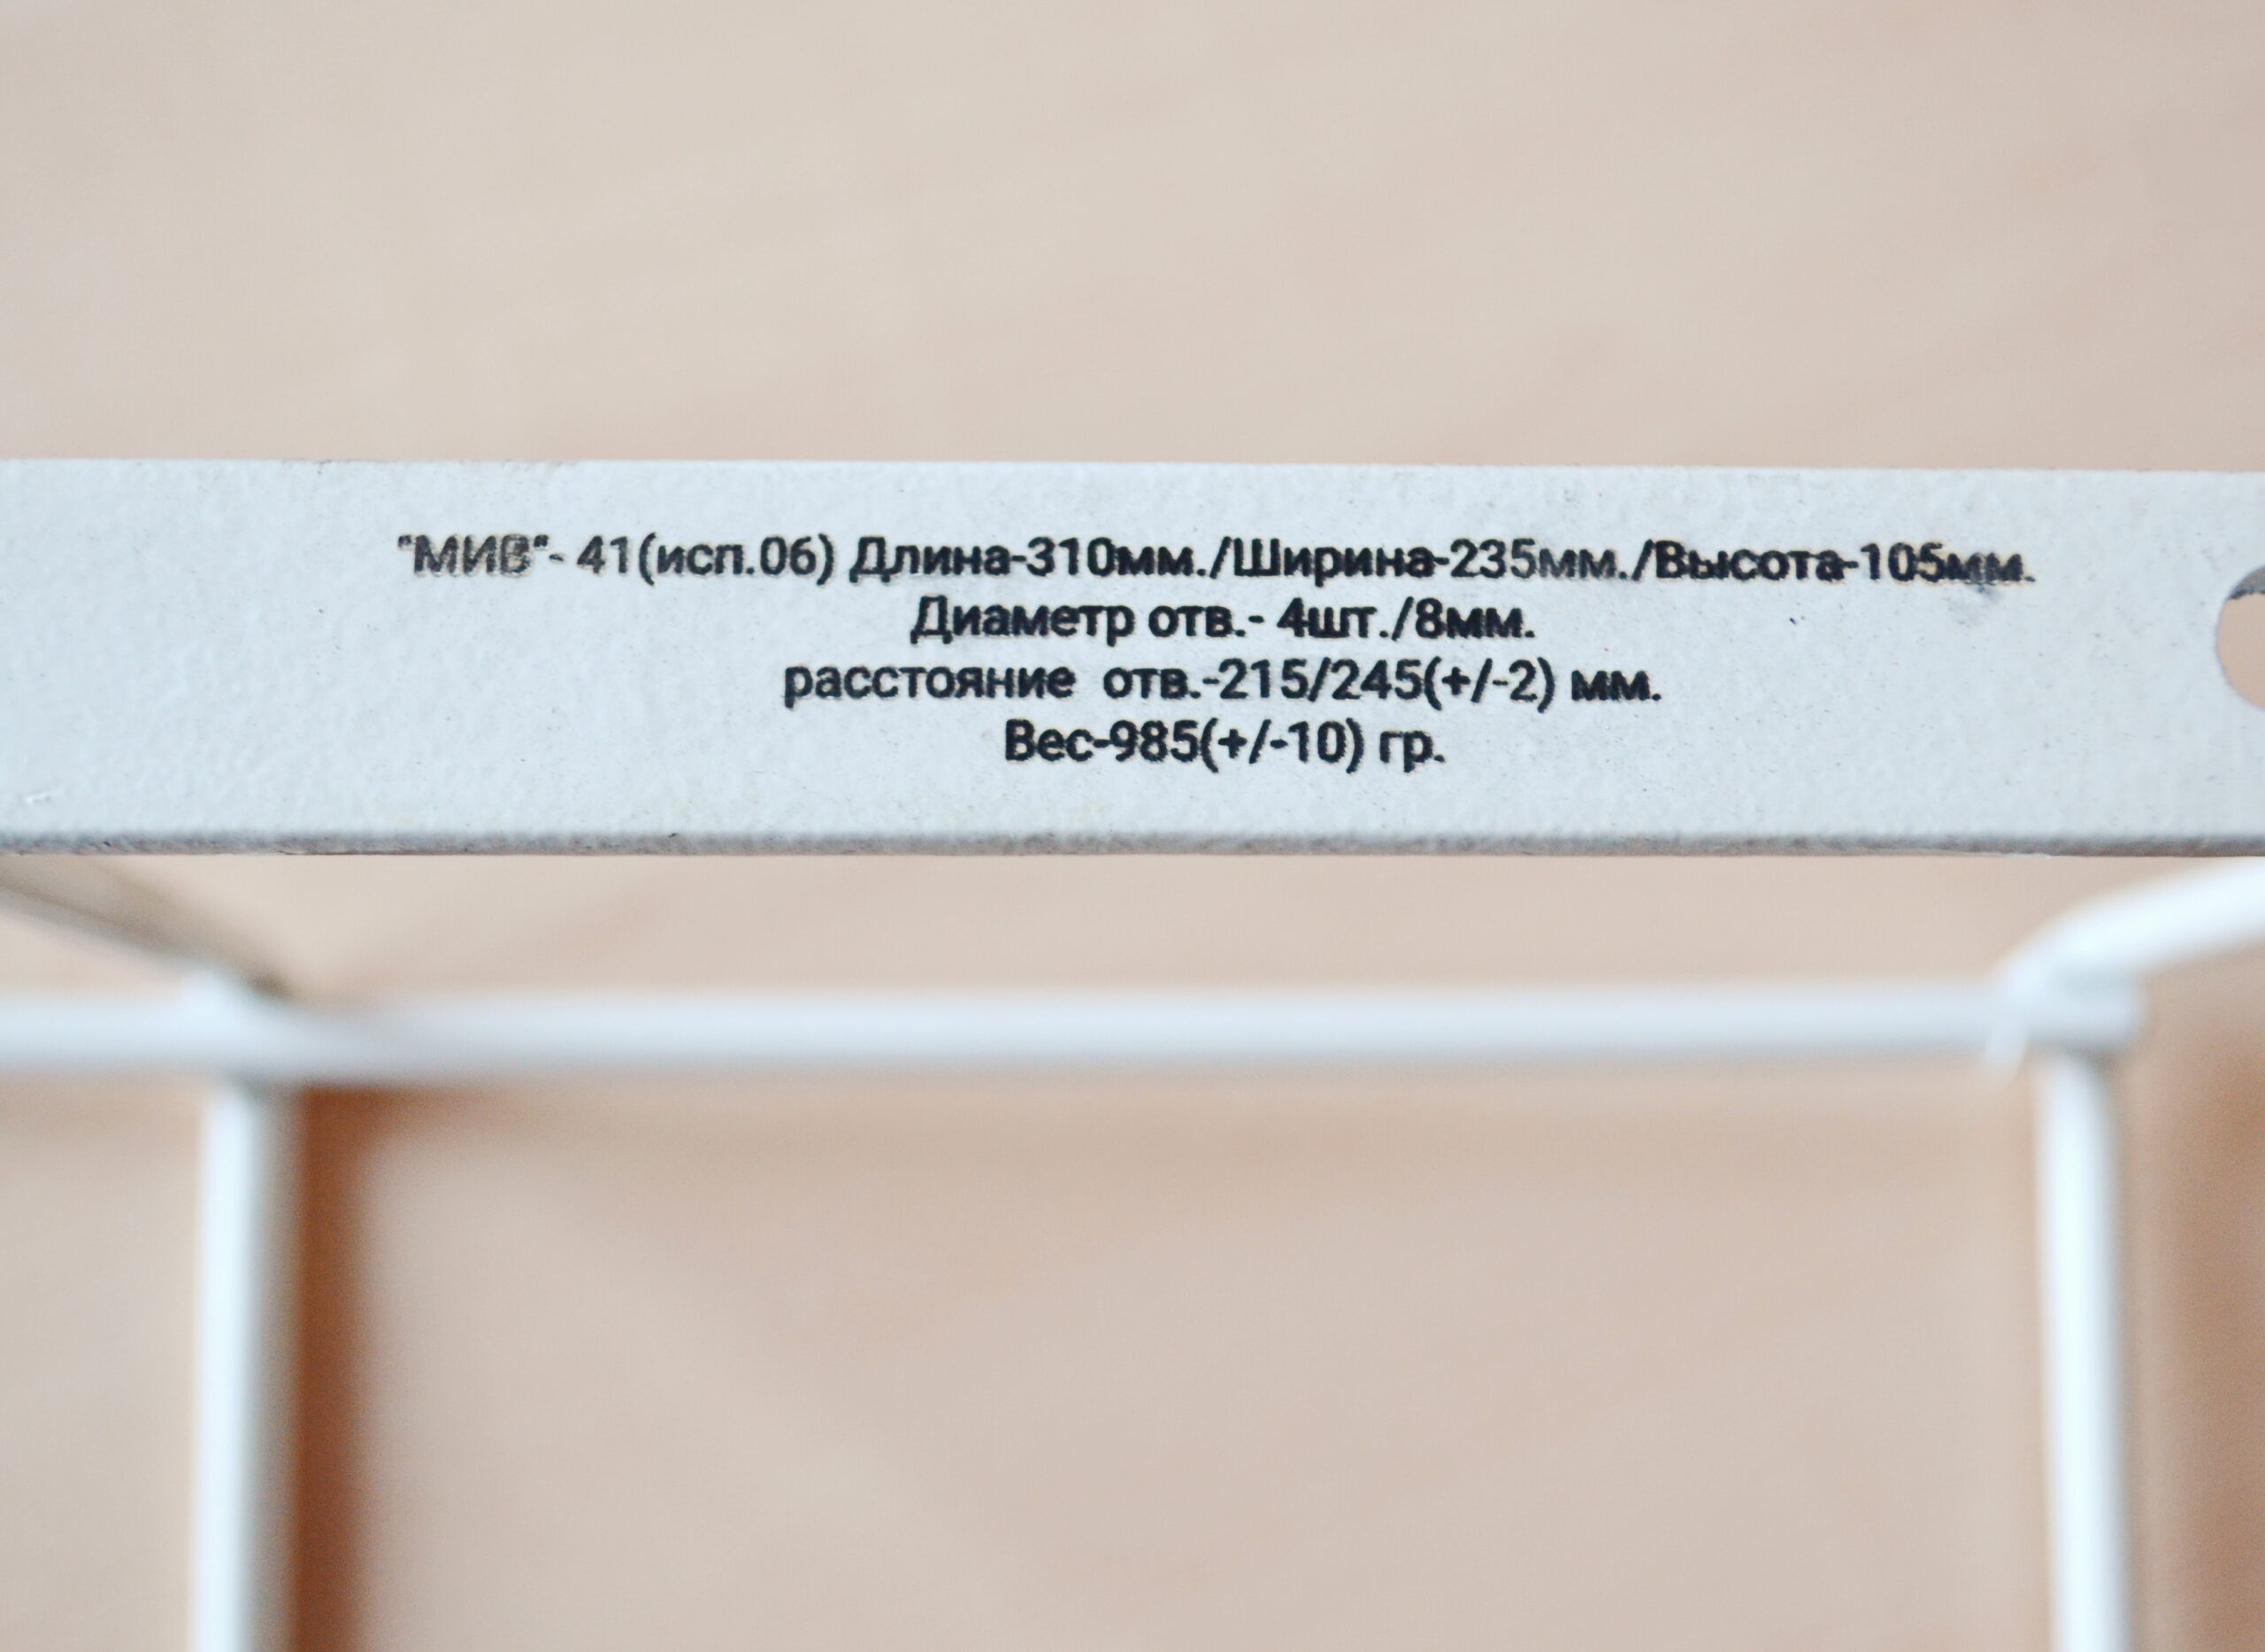 "МИВ"- 41(исп.06) Длина-310мм./Ширина-235мм./Высота-105мм.
Диаметр отв.- 4шт./8мм.
расстояние отв.-215/245(+/-2) мм.
Вес-985(+/-10) гр.